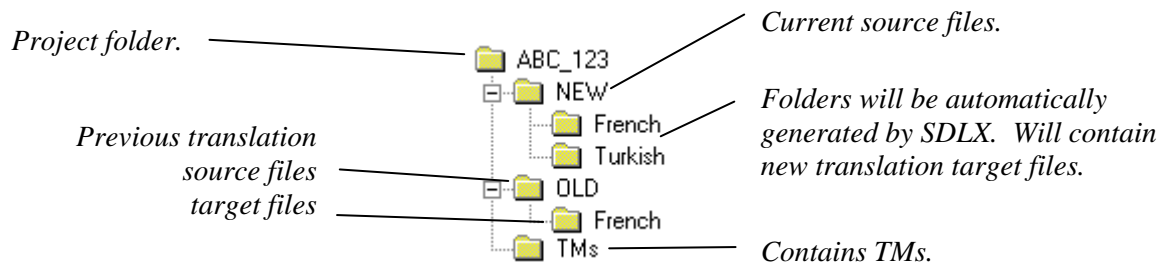 Project folder.
Current source files.
ABC_123
NEW
French
Turkish
Folders will be automatically
generated by SDLX. Will contain
new translation target files.
Previous translation
source files
target files
OLD
French
TMs
Contains TMs.